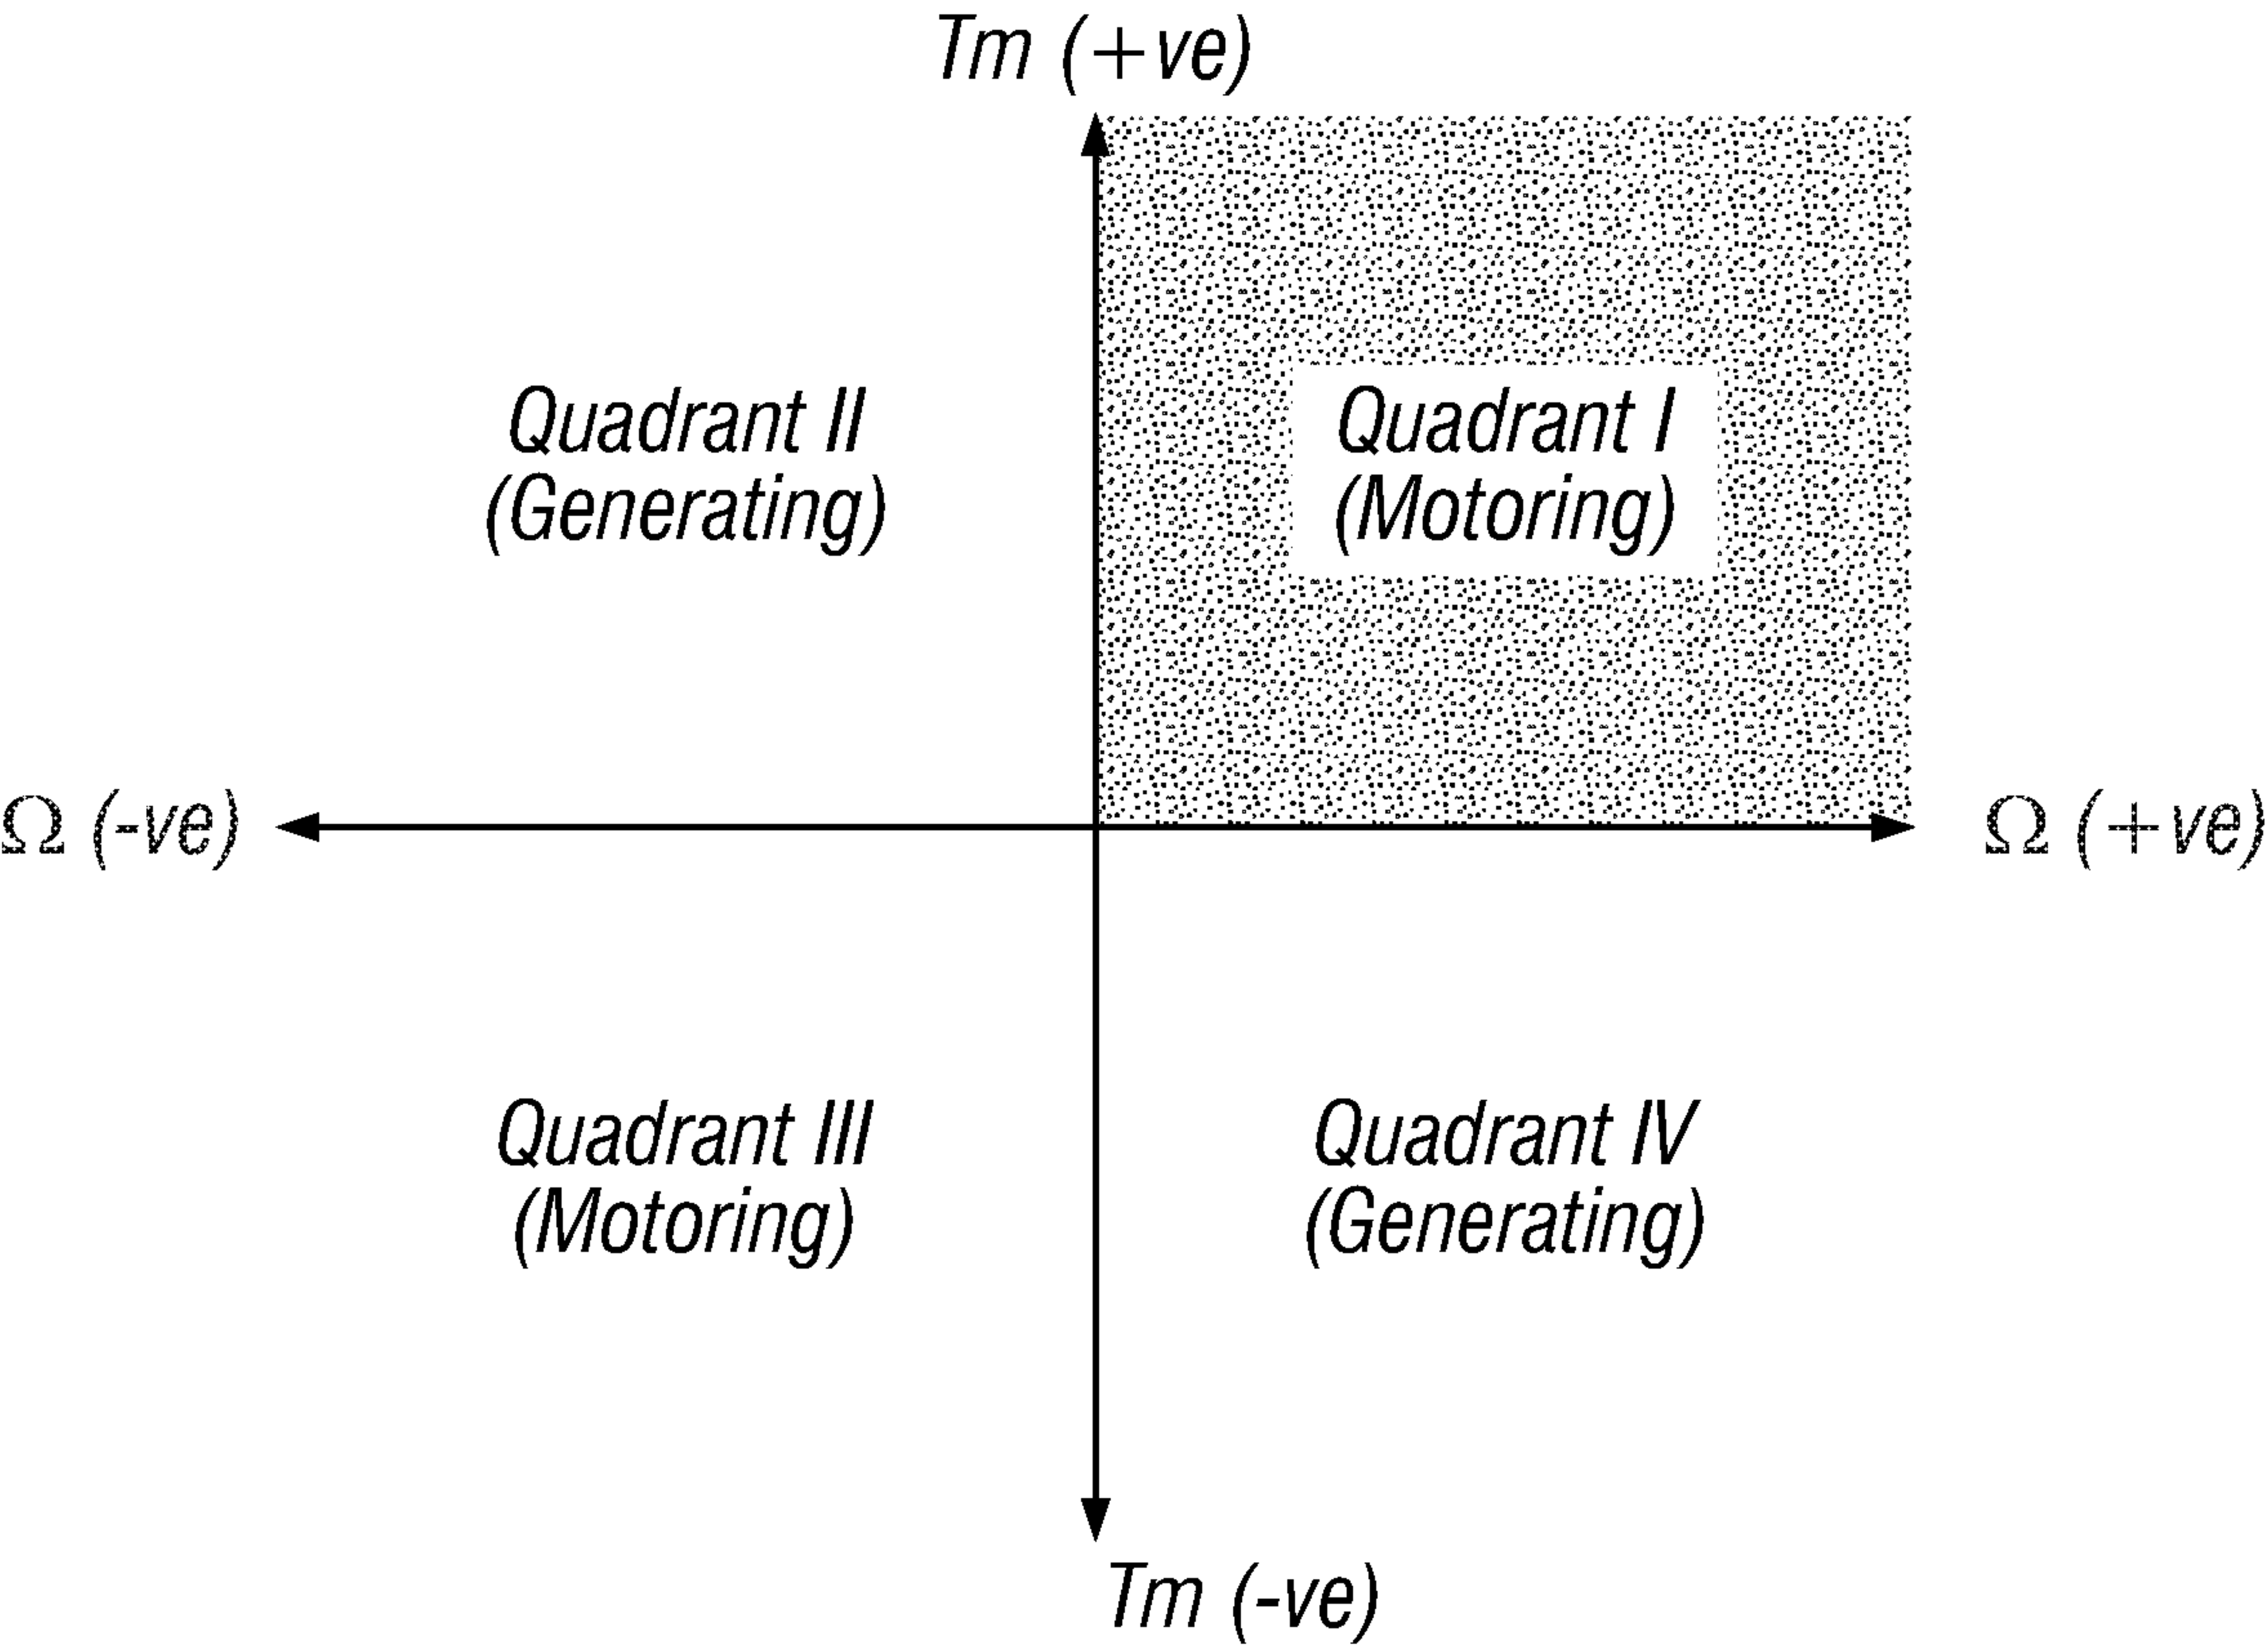 Tm (+ve)
Quadrant II
(Generating)
Quadrant I
(Motoring)
Ω (-ve)
Ω (+ve)
Quadrant III
(Motoring)
Quadrant IV
(Generating)
Tm (-ve)